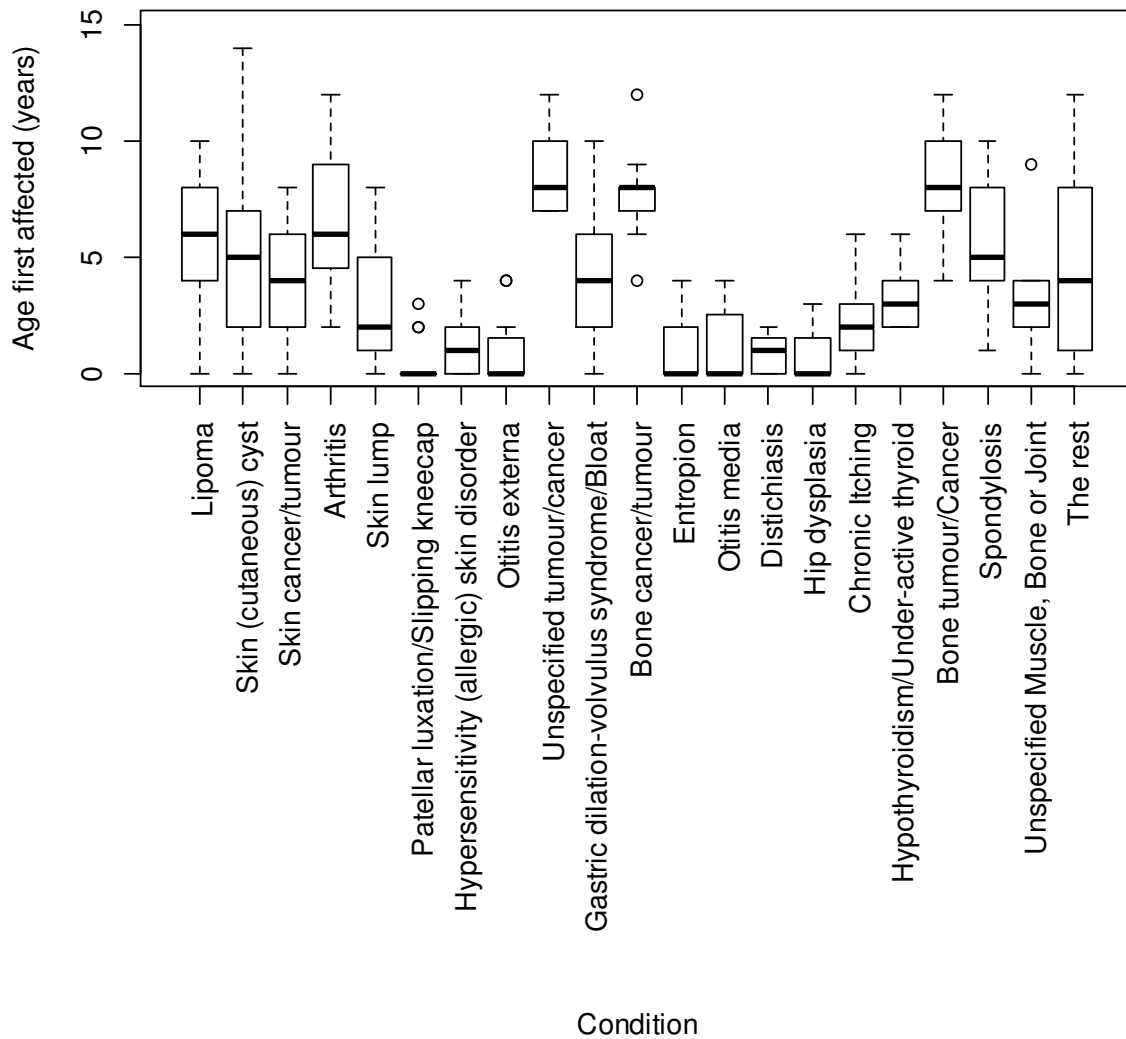 Age first affected (years)
15
10
5
0
Lipoma
Skin (cutaneous) cyst
Skin cancer/tumour
Arthritis
Skin lump
Patellar luxation/Slipping kneecap
Hypersensitivity (allergic) skin disorder
Otitis externa
Unspecified tumour/cancer
Gastric dilation-volvulus syndrome/Bloat
Bone cancer/tumour
Entropion
Otitis media
Distichiasis
Hip dysplasia
Chronic Itching
Hypothyroidism/Under-active thyroid
Bone tumour/Cancer
Spondylosis
Unspecified Muscle, Bone or Joint
The rest
Condition